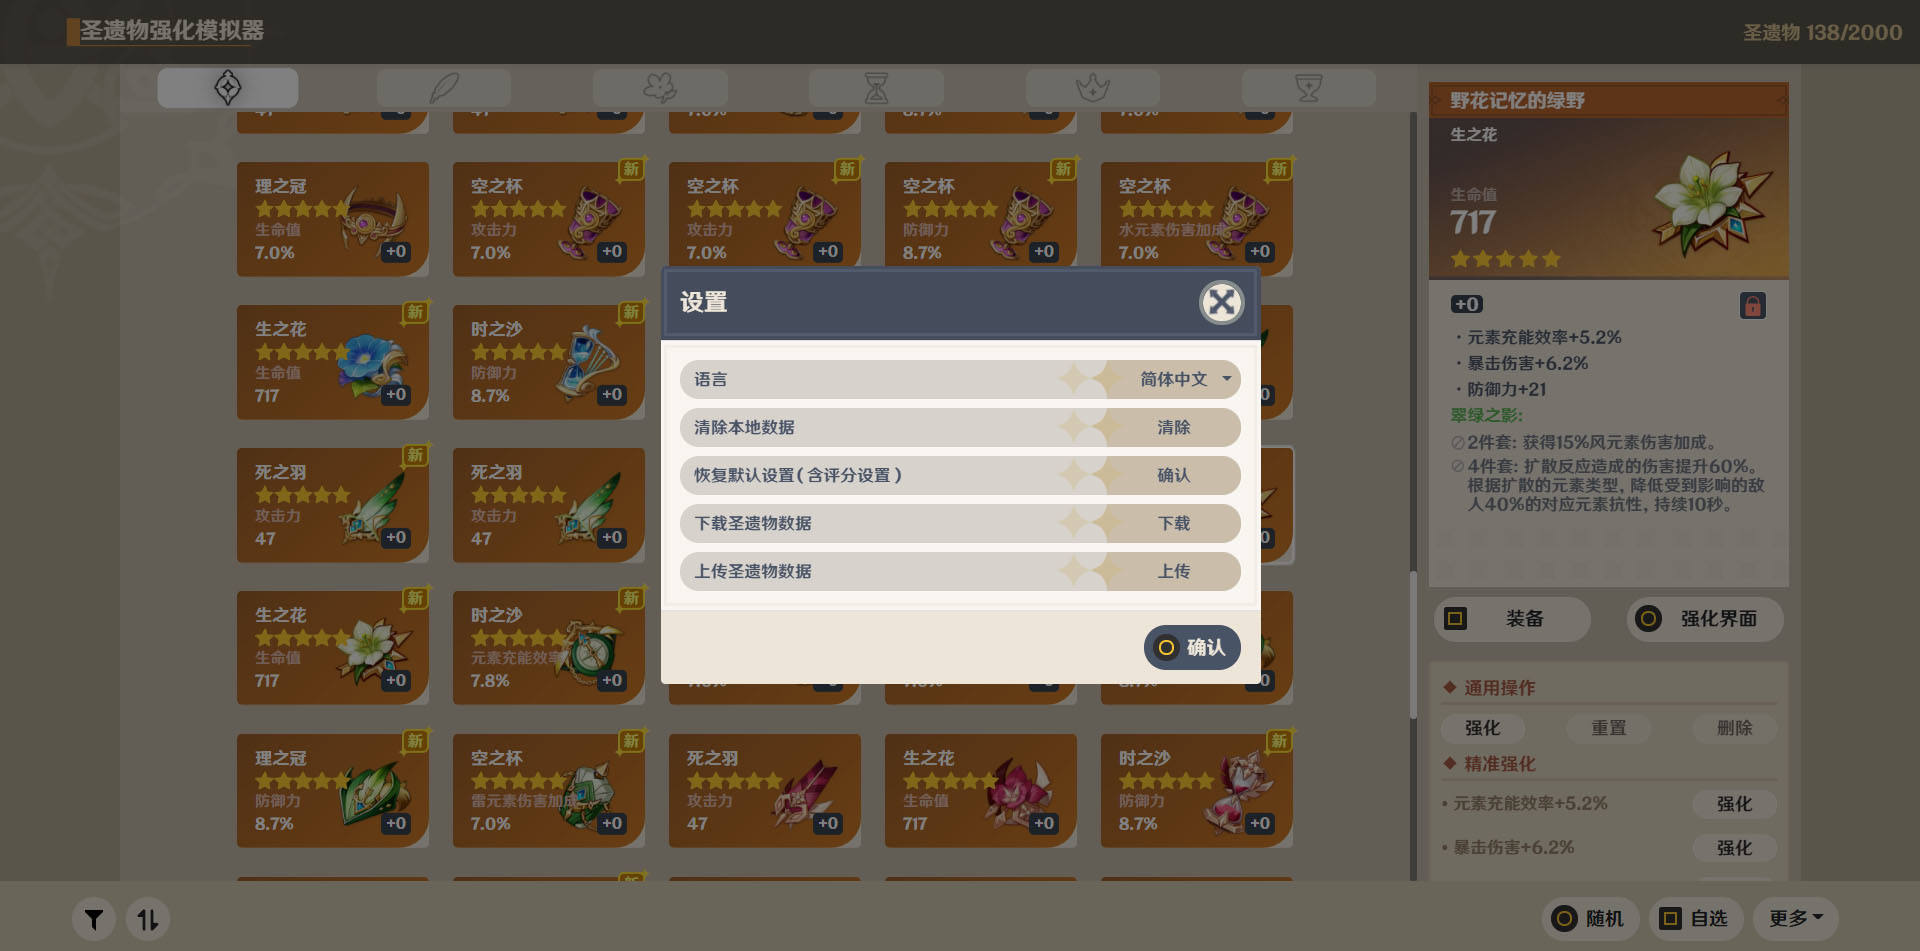 圣遗物强化模拟器
圣遗物 138/2000
理之冠
生命值
7.0%
+0
新
空之杯
攻击力
7.0%
+0
新
空之杯
攻击力
7.0%
+0
新
空之杯
防御力
8.7%
+0
新
空之杯
水元素伤害加成
7.0%
+0
新
生之花
生命值
717
+0
新
时之沙
防御力
8.7%
+0
新
死之羽
攻击力
47
+0
死之羽
攻击力
47
+0
新
生之花
生命值
717
+0
新
时之沙
元素充能效率
7.8%
+0
新
理之冠
防御力
8.7%
+0
新
空之杯
雷元素伤害加成
7.0%
+0
死之羽
攻击力
47
+0
生之花
生命值
717
+0
新
时之沙
防御力
8.7%
+0
设置
语言
简体中文
清除本地数据
清除
恢复默认设置(含评分设置)
确认
下载圣遗物数据
下载
上传圣遗物数据
上传
确认
野花记忆的绿野
生之花
生命值
717
+0
·元素充能效率+5.2%
·暴击伤害+6.2%
·防御力+21
翠绿之影:
2件套: 获得15%风元素伤害加成。
4件套: 扩散反应造成的伤害提升60%。
根据扩散的元素类型, 降低受到影响的敌
人40%的对应元素抗性, 持续10秒。
装备
强化界面
通用操作
强化
重置
删除
精准强化
• 元素充能效率+5.2%
强化
• 暴击伤害+6.2%
强化
随机
自选
更多